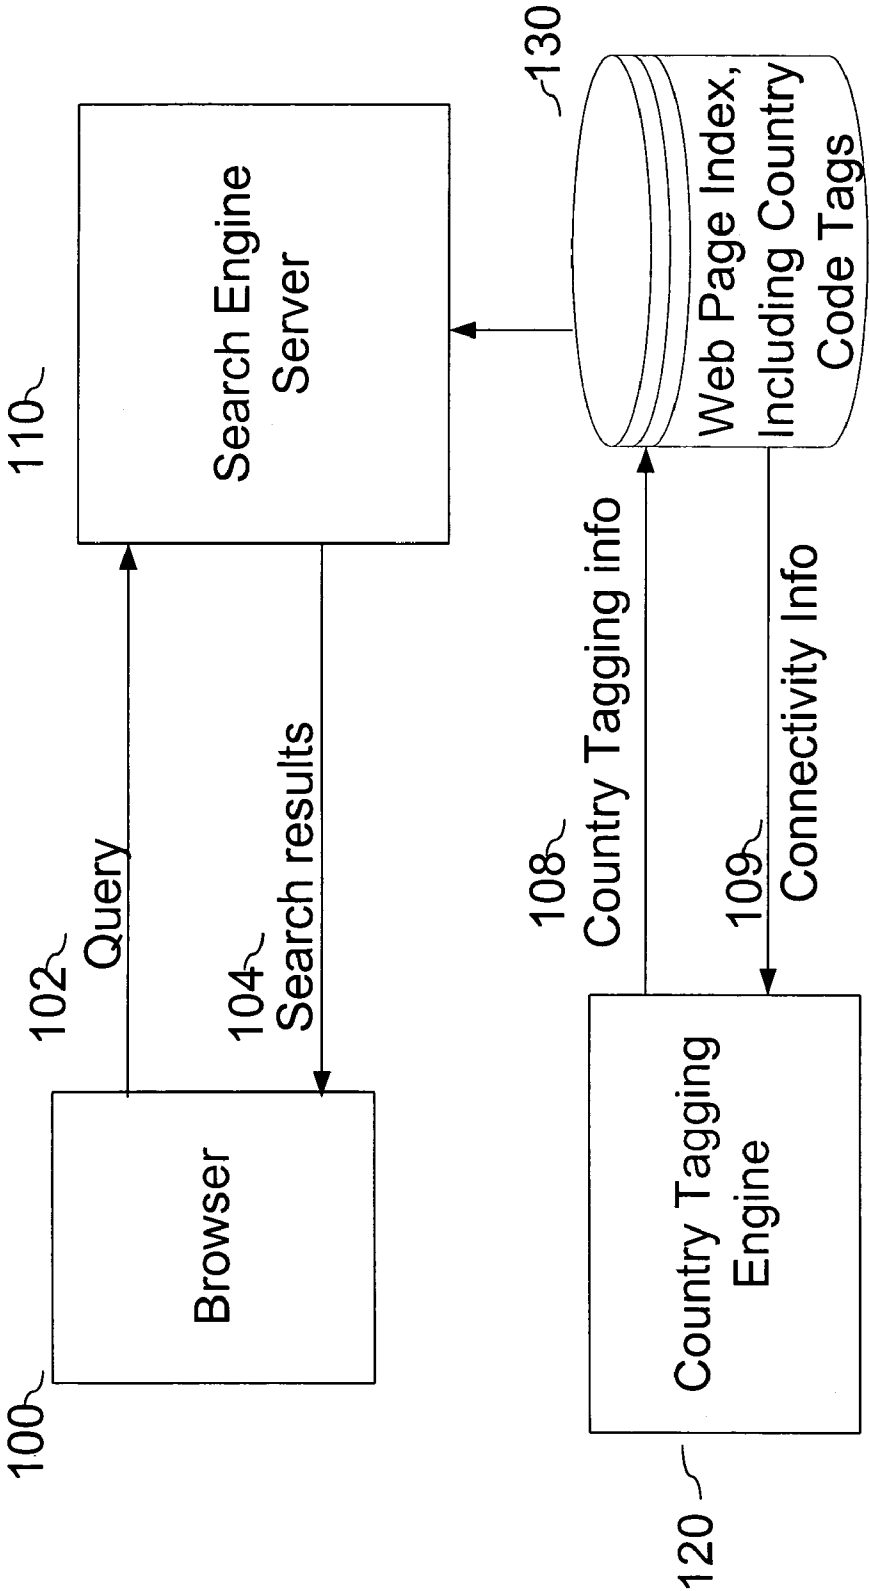 100
Browser
102
Query
104
Search results
110
Search Engine
Server
120
Country Tagging
Engine
108
Country Tagging info
109
Connectivity Info
130
Web Page Index,
Including Country
Code Tags